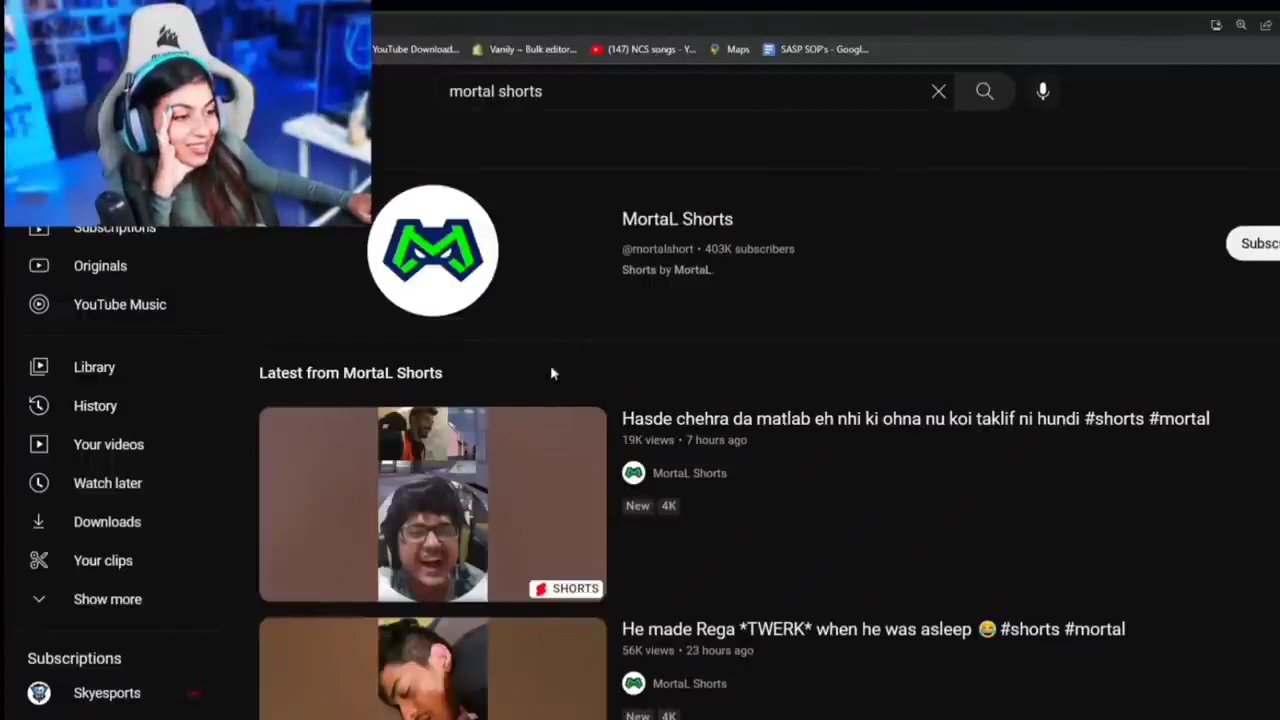 YouTube Download...
Vanily ~ Bulk editor...
(147) NCS songs - Y...
Maps
SASP SOP's - Googl...
mortal shorts
Subscriptions
Originals
YouTube Music
Library
History
Your videos
Watch later
Downloads
Your clips
Show more
Subscriptions
Skyesports
MortaL Shorts
@mortalshort • 403K subscribers
Shorts by MortaL.
Subsc
Latest from MortaL Shorts
SHORTS
Hasde chehra da matlab eh nhi ki ohna nu koi taklif ni hundi #shorts #mortal
19K views • 7 hours ago
MortaL Shorts
New 4K
He made Rega *TWERK* when he was asleep 😂 #shorts #mortal
56K views • 23 hours ago
MortaL Shorts
New 4K